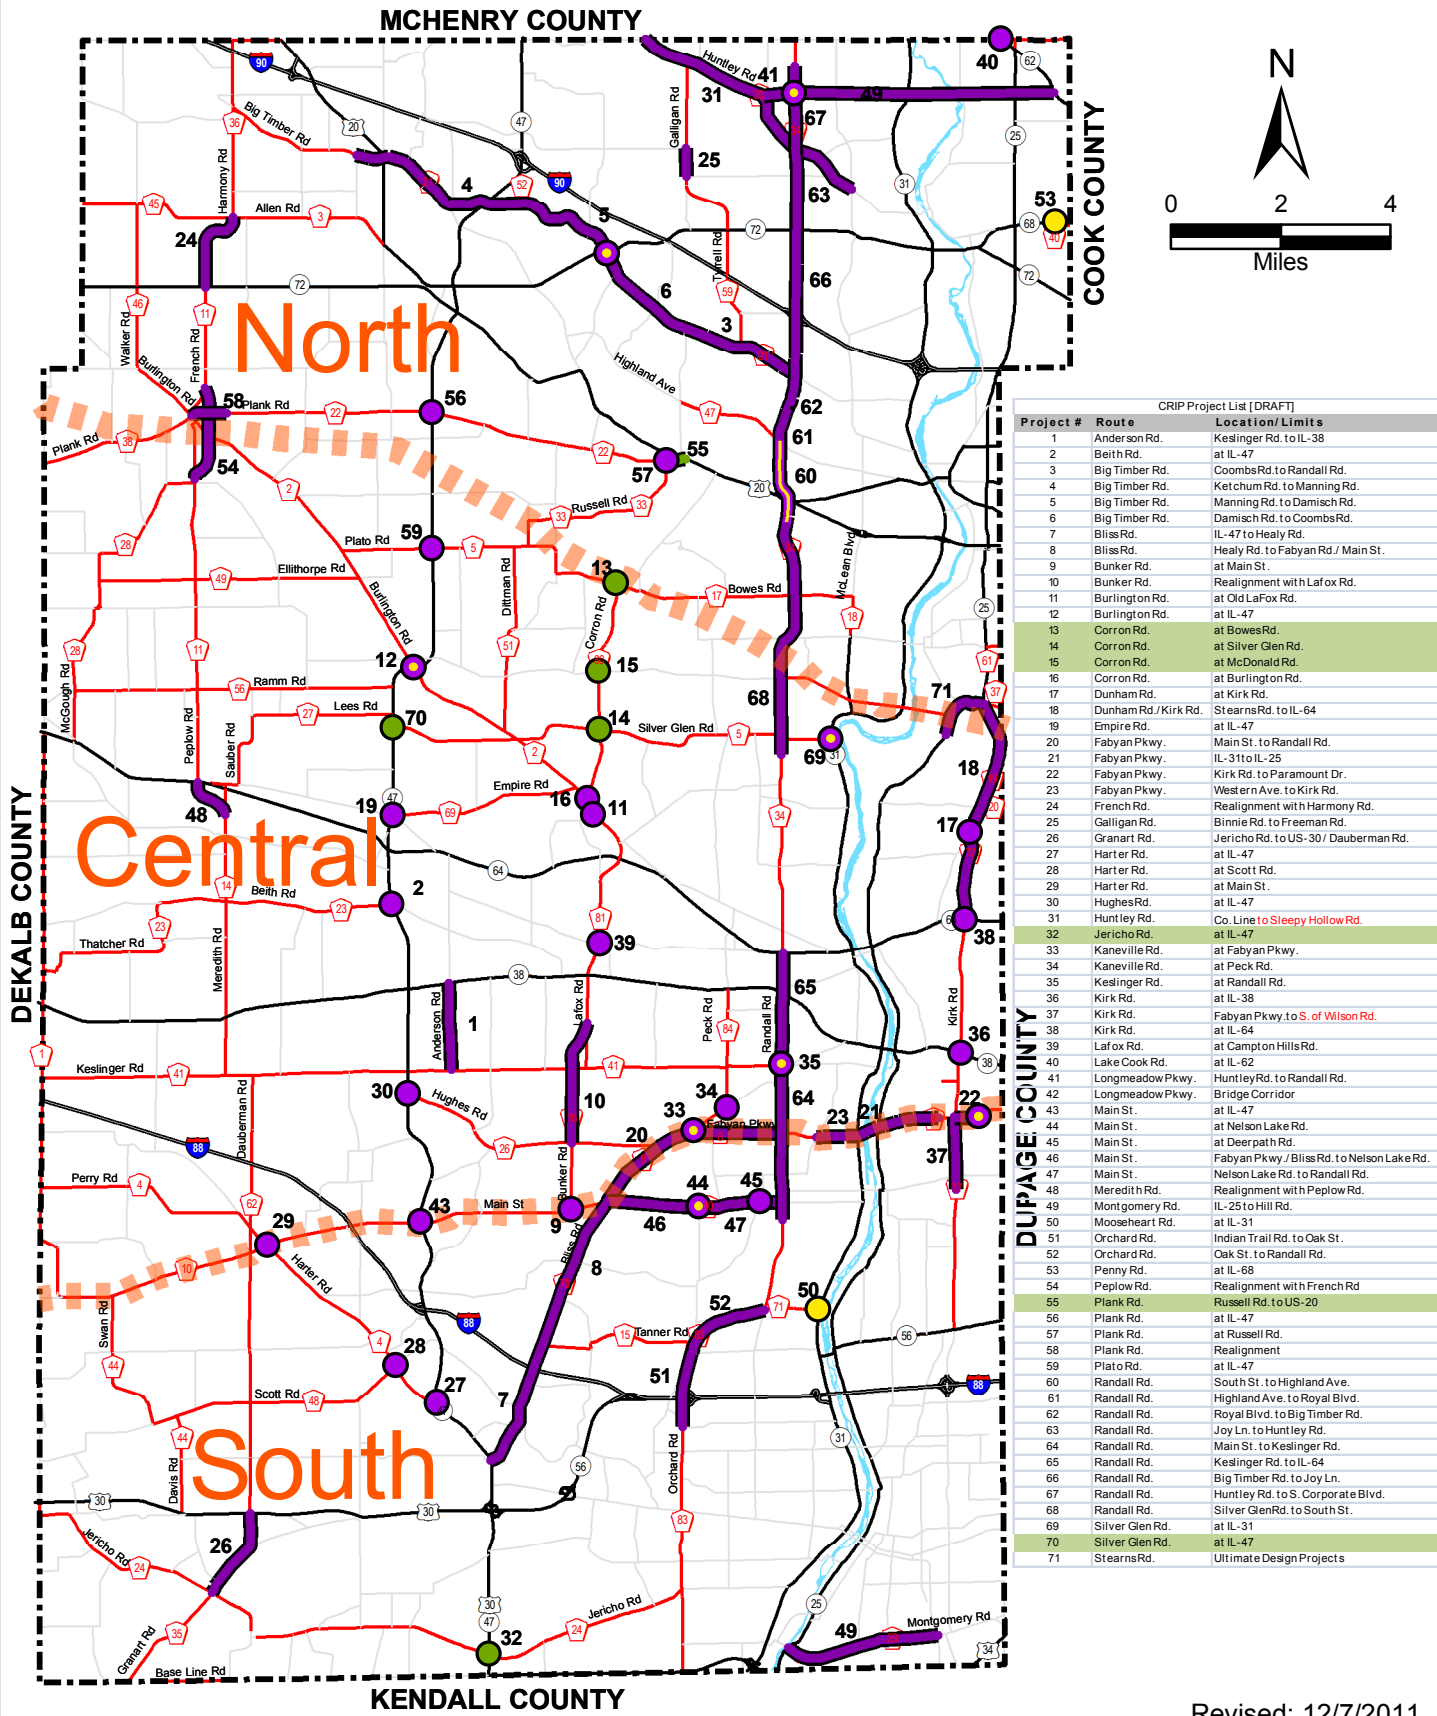 MCHENRY COUNTY
N
0 2 4
Miles
COOK COUNTY
DEKALB COUNTY
DUPAGE COUNTY
KENDALL COUNTY
North
Central
South
Huntley Rd
Galligan Rd
Big Timber Rd
Harmony Rd
Allen Rd
Tyrrell Rd
Walker Rd
French Rd
Burlington Rd
Plank Rd
Plank Rd
Highland Ave
Russell Rd
Plato Rd
Ellithorpe Rd
Burlington Rd
Dittman Rd
Corron Rd
Bowes Rd
McLean Blvd
McGough Rd
Ramm Rd
Lees Rd
Peplow Rd
Sauber Rd
Silver Glen Rd
Empire Rd
Beith Rd
Thatcher Rd
Meredith Rd
Anderson Rd
Lafox Rd
Peck Rd
Randall Rd
Kirk Rd
Keslinger Rd
Dauberman Rd
Hughes Rd
Fabyan Pkwy
Bunker Rd
Perry Rd
Main St
Bliss Rd
Harter Rd
Swan Rd
Tanner Rd
Scott Rd
Davis Rd
Orchard Rd
Jericho Rd
Jericho Rd
Granart Rd
Base Line Rd
Montgomery Rd
CRIP Project List [DRAFT]
Project # Route Location/Limits
1 Anderson Rd. Keslinger Rd. to IL-38
2 Beith Rd. at IL-47
3 Big Timber Rd. Coombs Rd. to Randall Rd.
4 Big Timber Rd. Ketchum Rd. to Manning Rd.
5 Big Timber Rd. Manning Rd. to Damisch Rd.
6 Big Timber Rd. Damisch Rd. to Coombs Rd.
7 Bliss Rd. IL-47 to Healy Rd.
8 Bliss Rd. Healy Rd. to Fabyan Rd./ Main St.
9 Bunker Rd. at Main St.
10 Bunker Rd. Realignment with Lafox Rd.
11 Burlington Rd. at Old LaFox Rd.
12 Burlington Rd. at IL-47
13 Corron Rd. at Bowes Rd.
14 Corron Rd. at Silver Glen Rd.
15 Corron Rd. at McDonald Rd.
16 Corron Rd. at Burlington Rd.
17 Dunham Rd. at Kirk Rd.
18 Dunham Rd./Kirk Rd. Stearns Rd. to IL-64
19 Empire Rd. at IL-47
20 Fabyan Pkwy. Main St. to Randall Rd.
21 Fabyan Pkwy. IL-31 to IL-25
22 Fabyan Pkwy. Kirk Rd. to Paramount Dr.
23 Fabyan Pkwy. Western Ave. to Kirk Rd.
24 French Rd. Realignment with Harmony Rd.
25 Galligan Rd. Binnie Rd. to Freeman Rd.
26 Granart Rd. Jericho Rd. to US-30 / Dauberman Rd.
27 Harter Rd. at IL-47
28 Harter Rd. at Scott Rd.
29 Harter Rd. at Main St.
30 Hughes Rd. at IL-47
31 Huntley Rd. Co. Line to Sleepy Hollow Rd.
32 Jericho Rd. at IL-47
33 Kaneville Rd. at Fabyan Pkwy.
34 Kaneville Rd. at Peck Rd.
35 Keslinger Rd. at Randall Rd.
36 Kirk Rd. at IL-38
37 Kirk Rd. Fabyan Pkwy. to S. of Wilson Rd.
38 Kirk Rd. at IL-64
39 Lafox Rd. at Campton Hills Rd.
40 Lake Cook Rd. at IL-62
41 Longmeadow Pkwy. Huntley Rd. to Randall Rd.
42 Longmeadow Pkwy. Bridge Corridor
43 Main St. at IL-47
44 Main St. at Nelson Lake Rd.
45 Main St. at Deerpath Rd.
46 Main St. Fabyan Pkwy./ Bliss Rd. to Nelson Lake Rd.
47 Main St. Nelson Lake Rd. to Randall Rd.
48 Meredith Rd. Realignment with Peplow Rd.
49 Montgomery Rd. IL-25 to Hill Rd.
50 Mooseheart Rd. at IL-31
51 Orchard Rd. Indian Trail Rd. to Oak St.
52 Orchard Rd. Oak St. to Randall Rd.
53 Penny Rd. at IL-68
54 Peplow Rd. Realignment with French Rd
55 Plank Rd. Russell Rd. to US-20
56 Plank Rd. at IL-47
57 Plank Rd. at Russell Rd.
58 Plank Rd. Realignment
59 Plato Rd. at IL-47
60 Randall Rd. South St. to Highland Ave.
61 Randall Rd. Highland Ave. to Royal Blvd.
62 Randall Rd. Royal Blvd. to Big Timber Rd.
63 Randall Rd. Joy Ln. to Huntley Rd.
64 Randall Rd. Main St. to Keslinger Rd.
65 Randall Rd. Keslinger Rd. to IL-64
66 Randall Rd. Big Timber Rd. to Joy Ln.
67 Randall Rd. Huntley Rd. to S. Corporate Blvd.
68 Randall Rd. Silver Glen Rd. to South St.
69 Silver Glen Rd. at IL-31
70 Silver Glen Rd. at IL-47
71 Stearns Rd. Ultimate Design Projects
Revised: 12/7/2011